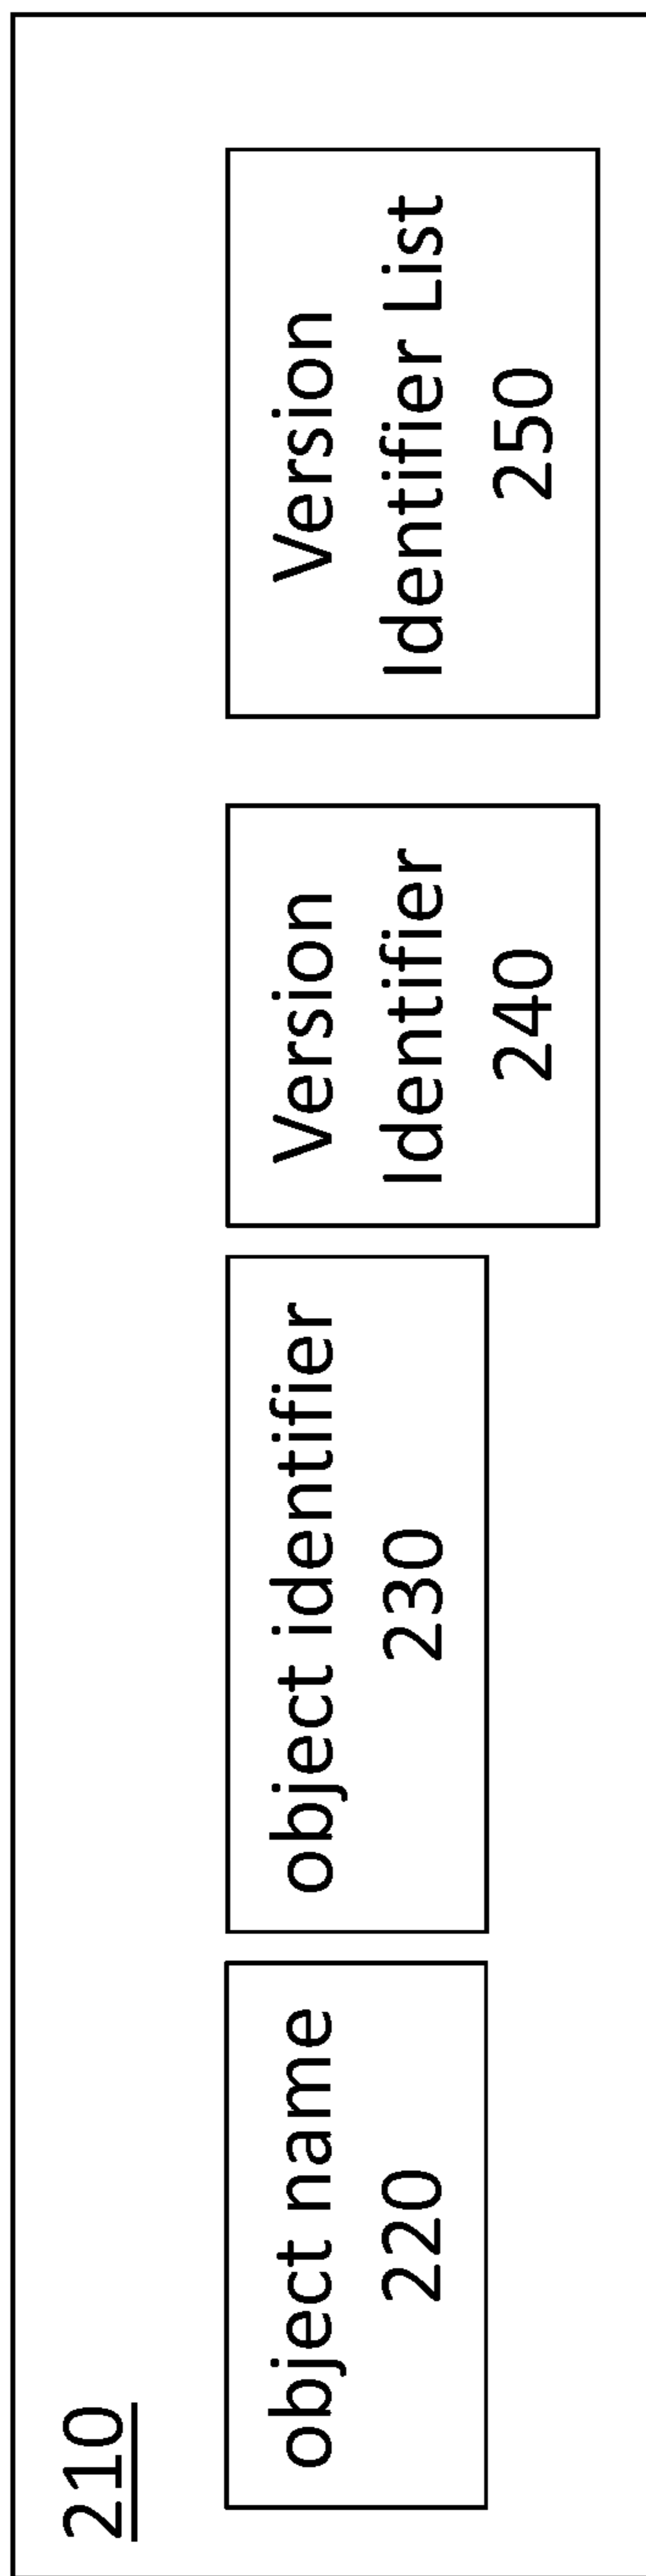 210
object name
220
object identifier
230
Version
Identifier
240
Version
Identifier List
250